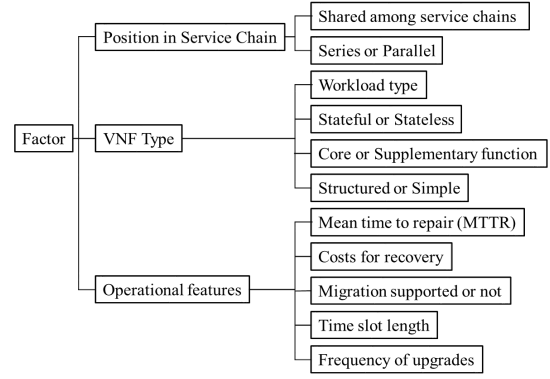 Factor
Position in Service Chain
Shared among service chains
Series or Parallel
VNF Type
Workload type
Stateful or Stateless
Core or Supplementary function
Structured or Simple
Operational features
Mean time to repair (MTTR)
Costs for recovery
Migration supported or not
Time slot length
Frequency of upgrades